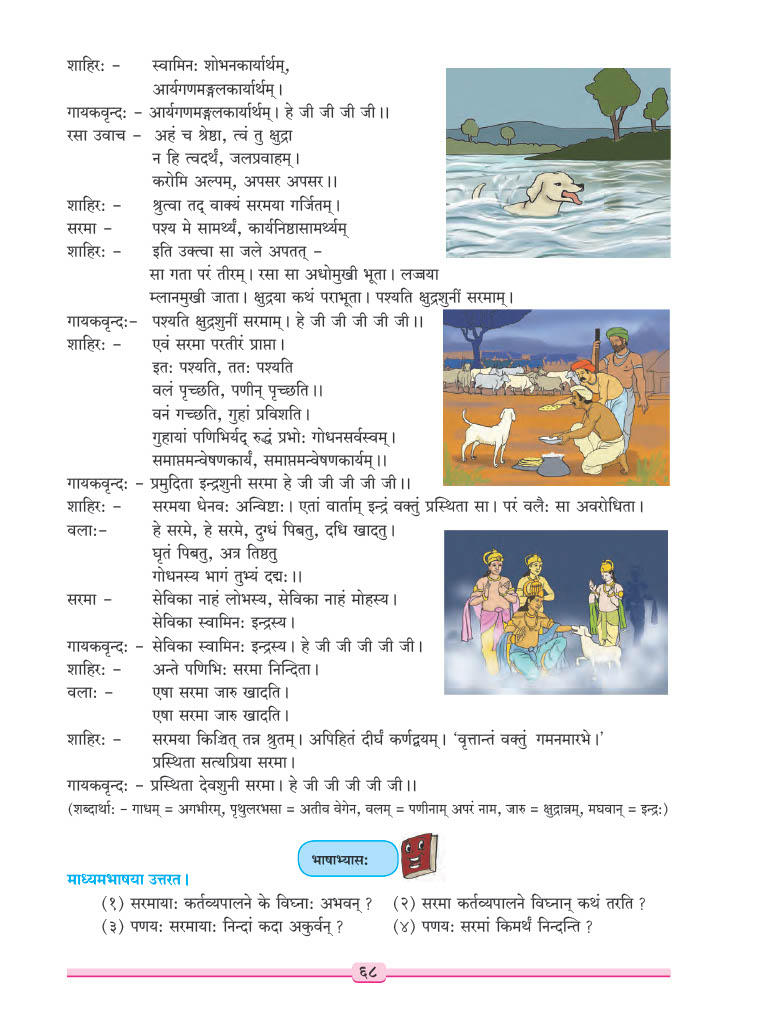 शाहिर: – स्वामिन: शोभनकार्यार्थम्,
आर्यगणमङ्गलकार्यार्थम् ।
गायकवृन्द: – आर्यगणमङ्गलकार्यार्थम् । हे जी जी जी जी ।।
रसा उवाच – अहं च श्रेष्ठा, त्वं तु क्षुद्रा
न हि त्वदर्थं, जलप्रवाहम् ।
करोमि अल्पम्, अपसर अपसर ।।
शाहिर: – श्रुत्वा तद् वाक्यं सरमया गर्जितम् ।
सरमा – पश्य मे सामर्थ्यं, कार्यनिष्ठासामर्थ्यम्
शाहिर: – इति उक्त्वा सा जले अपतत् –
सा गता परं तीरम् । रसा सा अधोमुखी भूता । लज्जया
म्लानमुखी जाता । क्षुद्रया कथं पराभूता । पश्यति क्षुद्रशुनीं सरमाम् ।
गायकवृन्द:– पश्यति क्षुद्रशुनीं सरमाम् । हे जी जी जी जी जी ।।
शाहिर: – एवं सरमा परतीरं प्राप्ता ।
इत: पश्यति, तत: पश्यति
वलं पृच्छति, पणीन् पृच्छति ।।
वनं गच्छति, गुहां प्रविशति ।
गुहायां पणिभिर्यद् रुद्धं प्रभो: गोधनसर्वस्वम् ।
समाप्तमन्वेषणकार्यं, समाप्तमन्वेषणकार्यम् ।।
गायकवृन्द: – प्रमुदिता इन्द्रशुनी सरमा हे जी जी जी जी जी ।।
शाहिर: – सरमया धेनव: अन्विष्टा: । एतां वार्ताम् इन्द्रं वक्तुं प्रस्थिता सा । परं वलै: सा अवरोधिता ।
वला:– हे सरमे, हे सरमे, दुग्धं पिबतु, दधि खादतु ।
घृतं पिबतु, अत्र तिष्ठतु
गोधनस्य भागं तुभ्यं दद्म: ।।
सरमा – सेविका नाहं लोभस्य, सेविका नाहं मोहस्य ।
सेविका स्वामिन: इन्द्रस्य ।
गायकवृन्द: – सेविका स्वामिन: इन्द्रस्य । हे जी जी जी जी जी ।
शाहिर: – अन्ते पणिभि: सरमा निन्दिता ।
वला: – एषा सरमा जारु खादति ।
एषा सरमा जारु खादति ।
शाहिर: – सरमया किञ्चित् तन्न श्रुतम् । अपिहितं दीर्घं कर्णद्वयम् । ‘वृत्तान्तं वक्तुं गमनमारभे ।’
प्रस्थिता सत्यप्रिया सरमा ।
गायकवृन्द: – प्रस्थिता देवशुनी सरमा । हे जी जी जी जी जी ।।
(शब्दार्था: – गाधम् = अगभीरम्, पृथुलरभसा = अतीव वेगेन, वलम् = पणीनाम् अपरं नाम, जारु = क्षुद्रान्नम्, मघवान् = इन्द्र:)
भाषाभ्यास:
माध्यमभाषया उत्तरत ।
(१) सरमाया: कर्तव्यपालने के विघ्ना: अभवन् ? (२) सरमा कर्तव्यपालने विघ्नान् कथं तरति ?
(३) पणय: सरमाया: निन्दां कदा अकुर्वन् ? (४) पणय: सरमां किमर्थं निन्दन्ति ?
६८